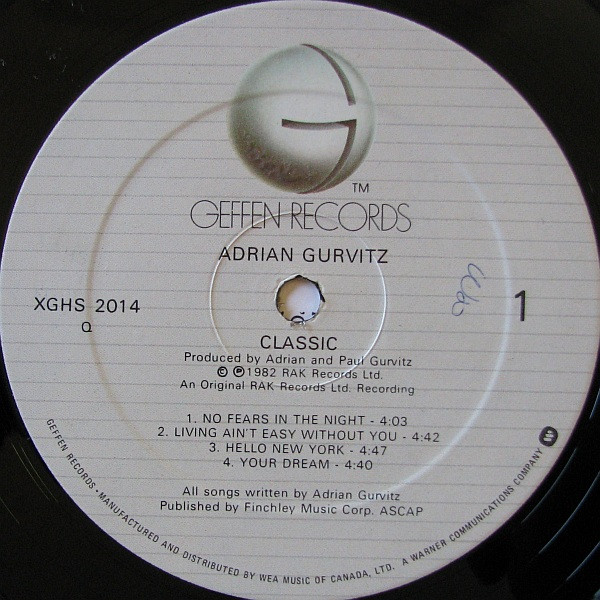 TM
GEFFEN RECORDS
ADRIAN GURVITZ
XGHS 2014
Q
1
CLASSIC
Produced by Adrian and Paul Gurvitz
© ℗ 1982 RAK Records Ltd.
An Original RAK Records Ltd. Recording
1. NO FEARS IN THE NIGHT - 4:03
2. LIVING AIN'T EASY WITHOUT YOU - 4:42
3. HELLO NEW YORK - 4:47
4. YOUR DREAM - 4:40
All songs written by Adrian Gurvitz
Published by Finchley Music Corp. ASCAP
GEFFEN RECORDS • MANUFACTURED AND DISTRIBUTED BY WEA MUSIC OF CANADA, LTD. A WARNER COMMUNICATIONS COMPANY